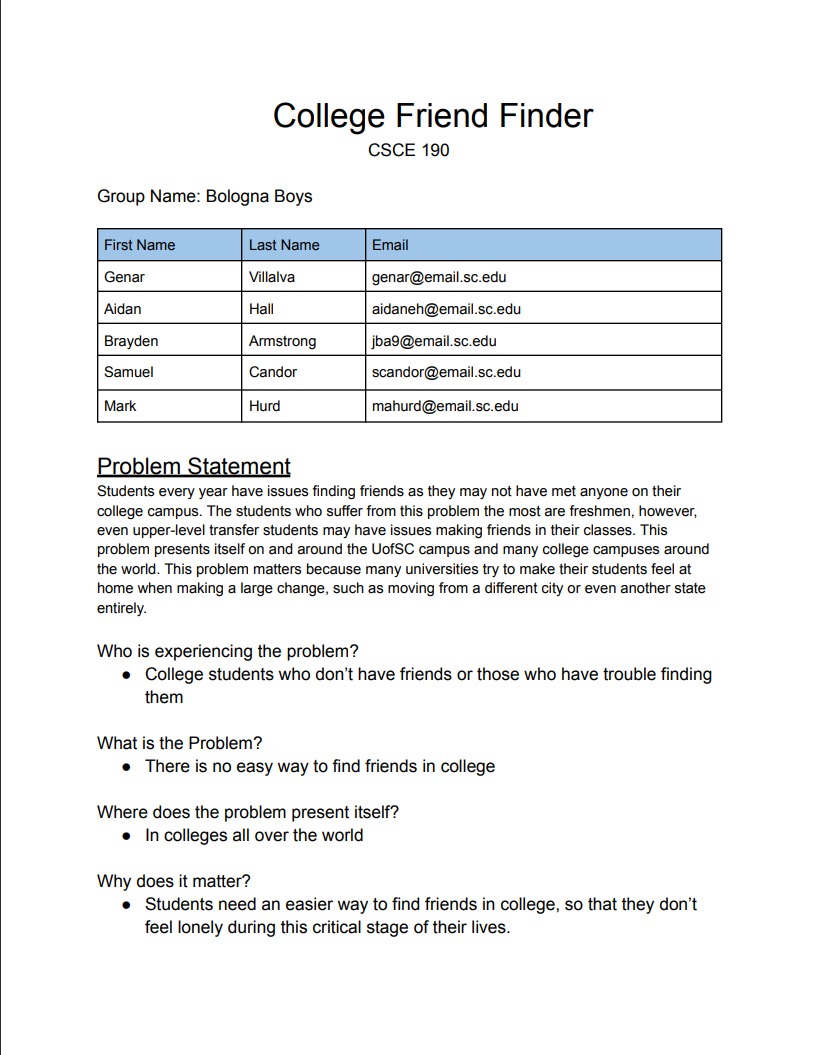 College Friend Finder
CSCE 190
Group Name: Bologna Boys
First Name Last Name Email
Genar Villalva genar@email.sc.edu
Aidan Hall aidaneh@email.sc.edu
Brayden Armstrong jba9@email.sc.edu
Samuel Candor scandor@email.sc.edu
Mark Hurd mahurd@email.sc.edu
Problem Statement
Students every year have issues finding friends as they may not have met anyone on their
college campus. The students who suffer from this problem the most are freshmen, however,
even upper-level transfer students may have issues making friends in their classes. This
problem presents itself on and around the UofSC campus and many college campuses around
the world. This problem matters because many universities try to make their students feel at
home when making a large change, such as moving from a different city or even another state
entirely.
Who is experiencing the problem?
● College students who don’t have friends or those who have trouble finding
them
What is the Problem?
● There is no easy way to find friends in college
Where does the problem present itself?
● In colleges all over the world
Why does it matter?
● Students need an easier way to find friends in college, so that they don’t
feel lonely during this critical stage of their lives.